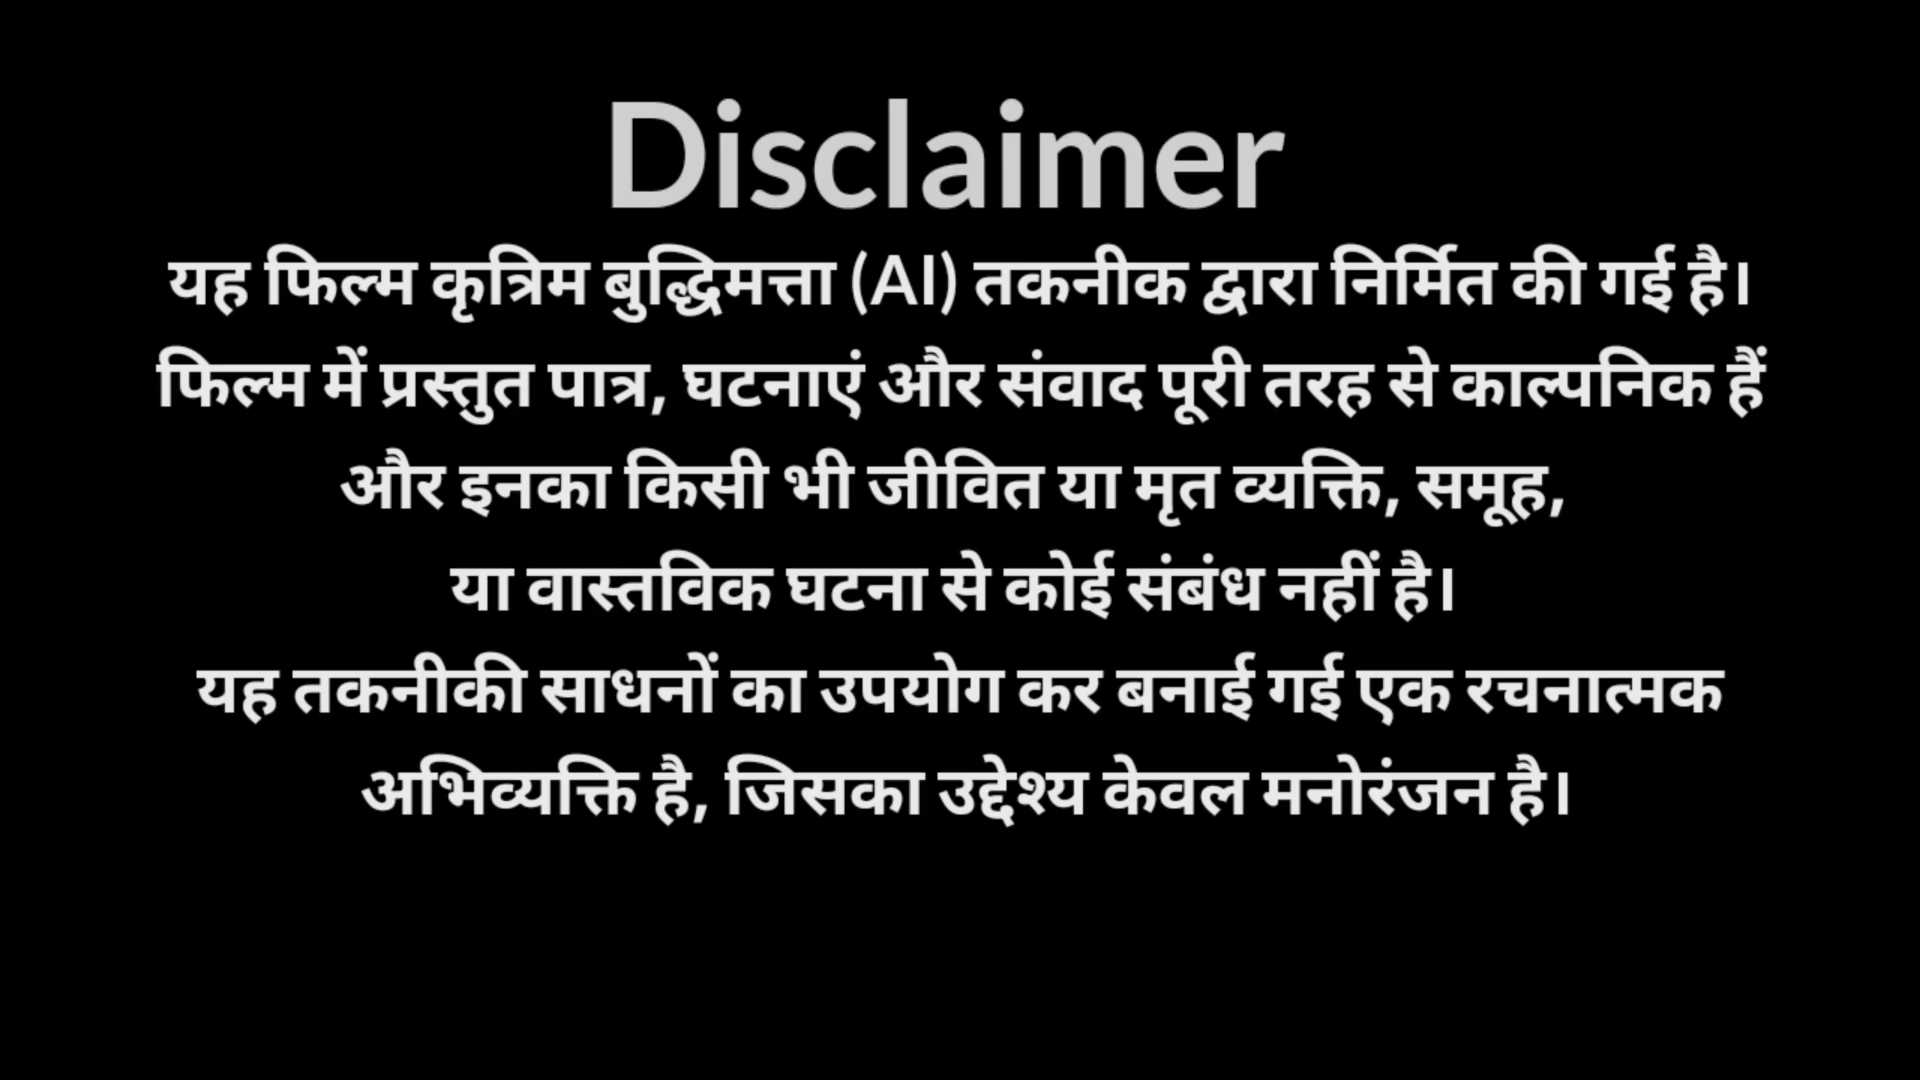 Disclaimer
यह फिल्म कृत्रिम बुद्धिमत्ता (AI) तकनीक द्वारा निर्मित की गई है।
फिल्म में प्रस्तुत पात्र, घटनाएं और संवाद पूरी तरह से काल्पनिक हैं
और इनका किसी भी जीवित या मृत व्यक्ति, समूह,
या वास्तविक घटना से कोई संबंध नहीं है।
यह तकनीकी साधनों का उपयोग कर बनाई गई एक रचनात्मक
अभिव्यक्ति है, जिसका उद्देश्य केवल मनोरंजन है।